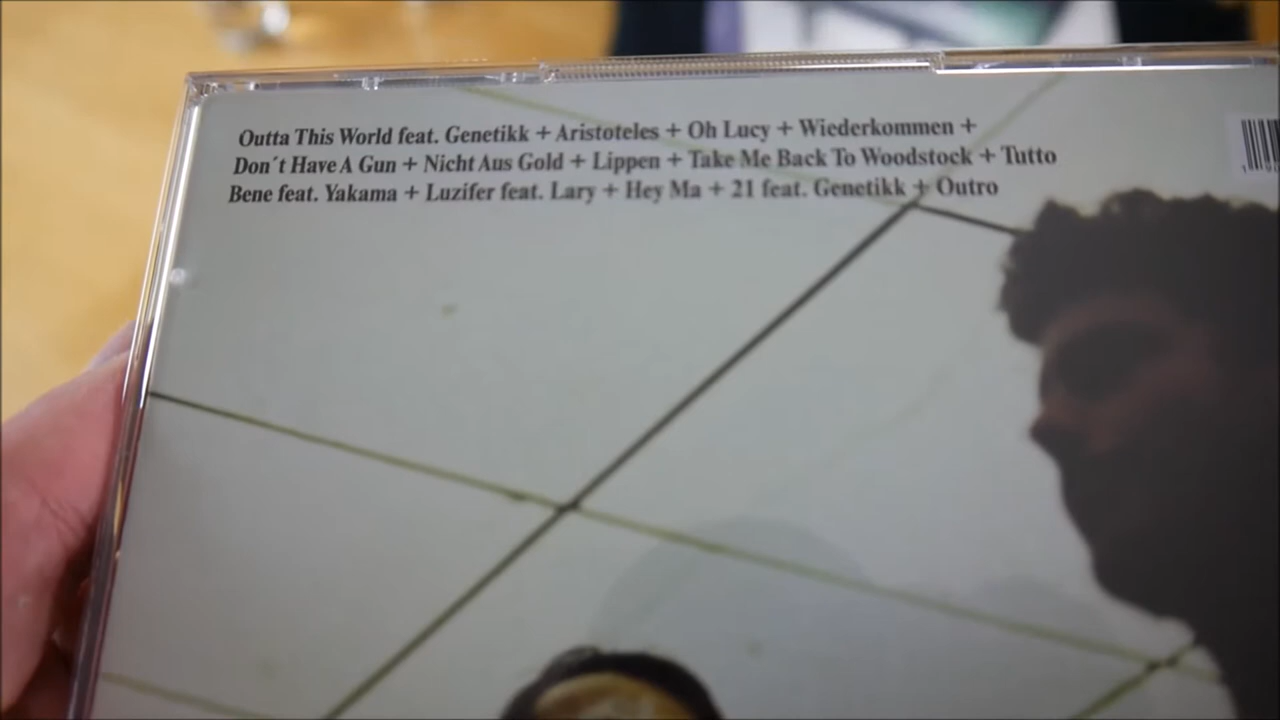 Outta This World feat. Genetikk + Aristoteles + Oh Lucy + Wiederkommen +
Don´t Have A Gun + Nicht Aus Gold + Lippen + Take Me Back To Woodstock + Tutto
Bene feat. Yakama + Luzifer feat. Lary + Hey Ma + 21 feat. Genetikk + Outro